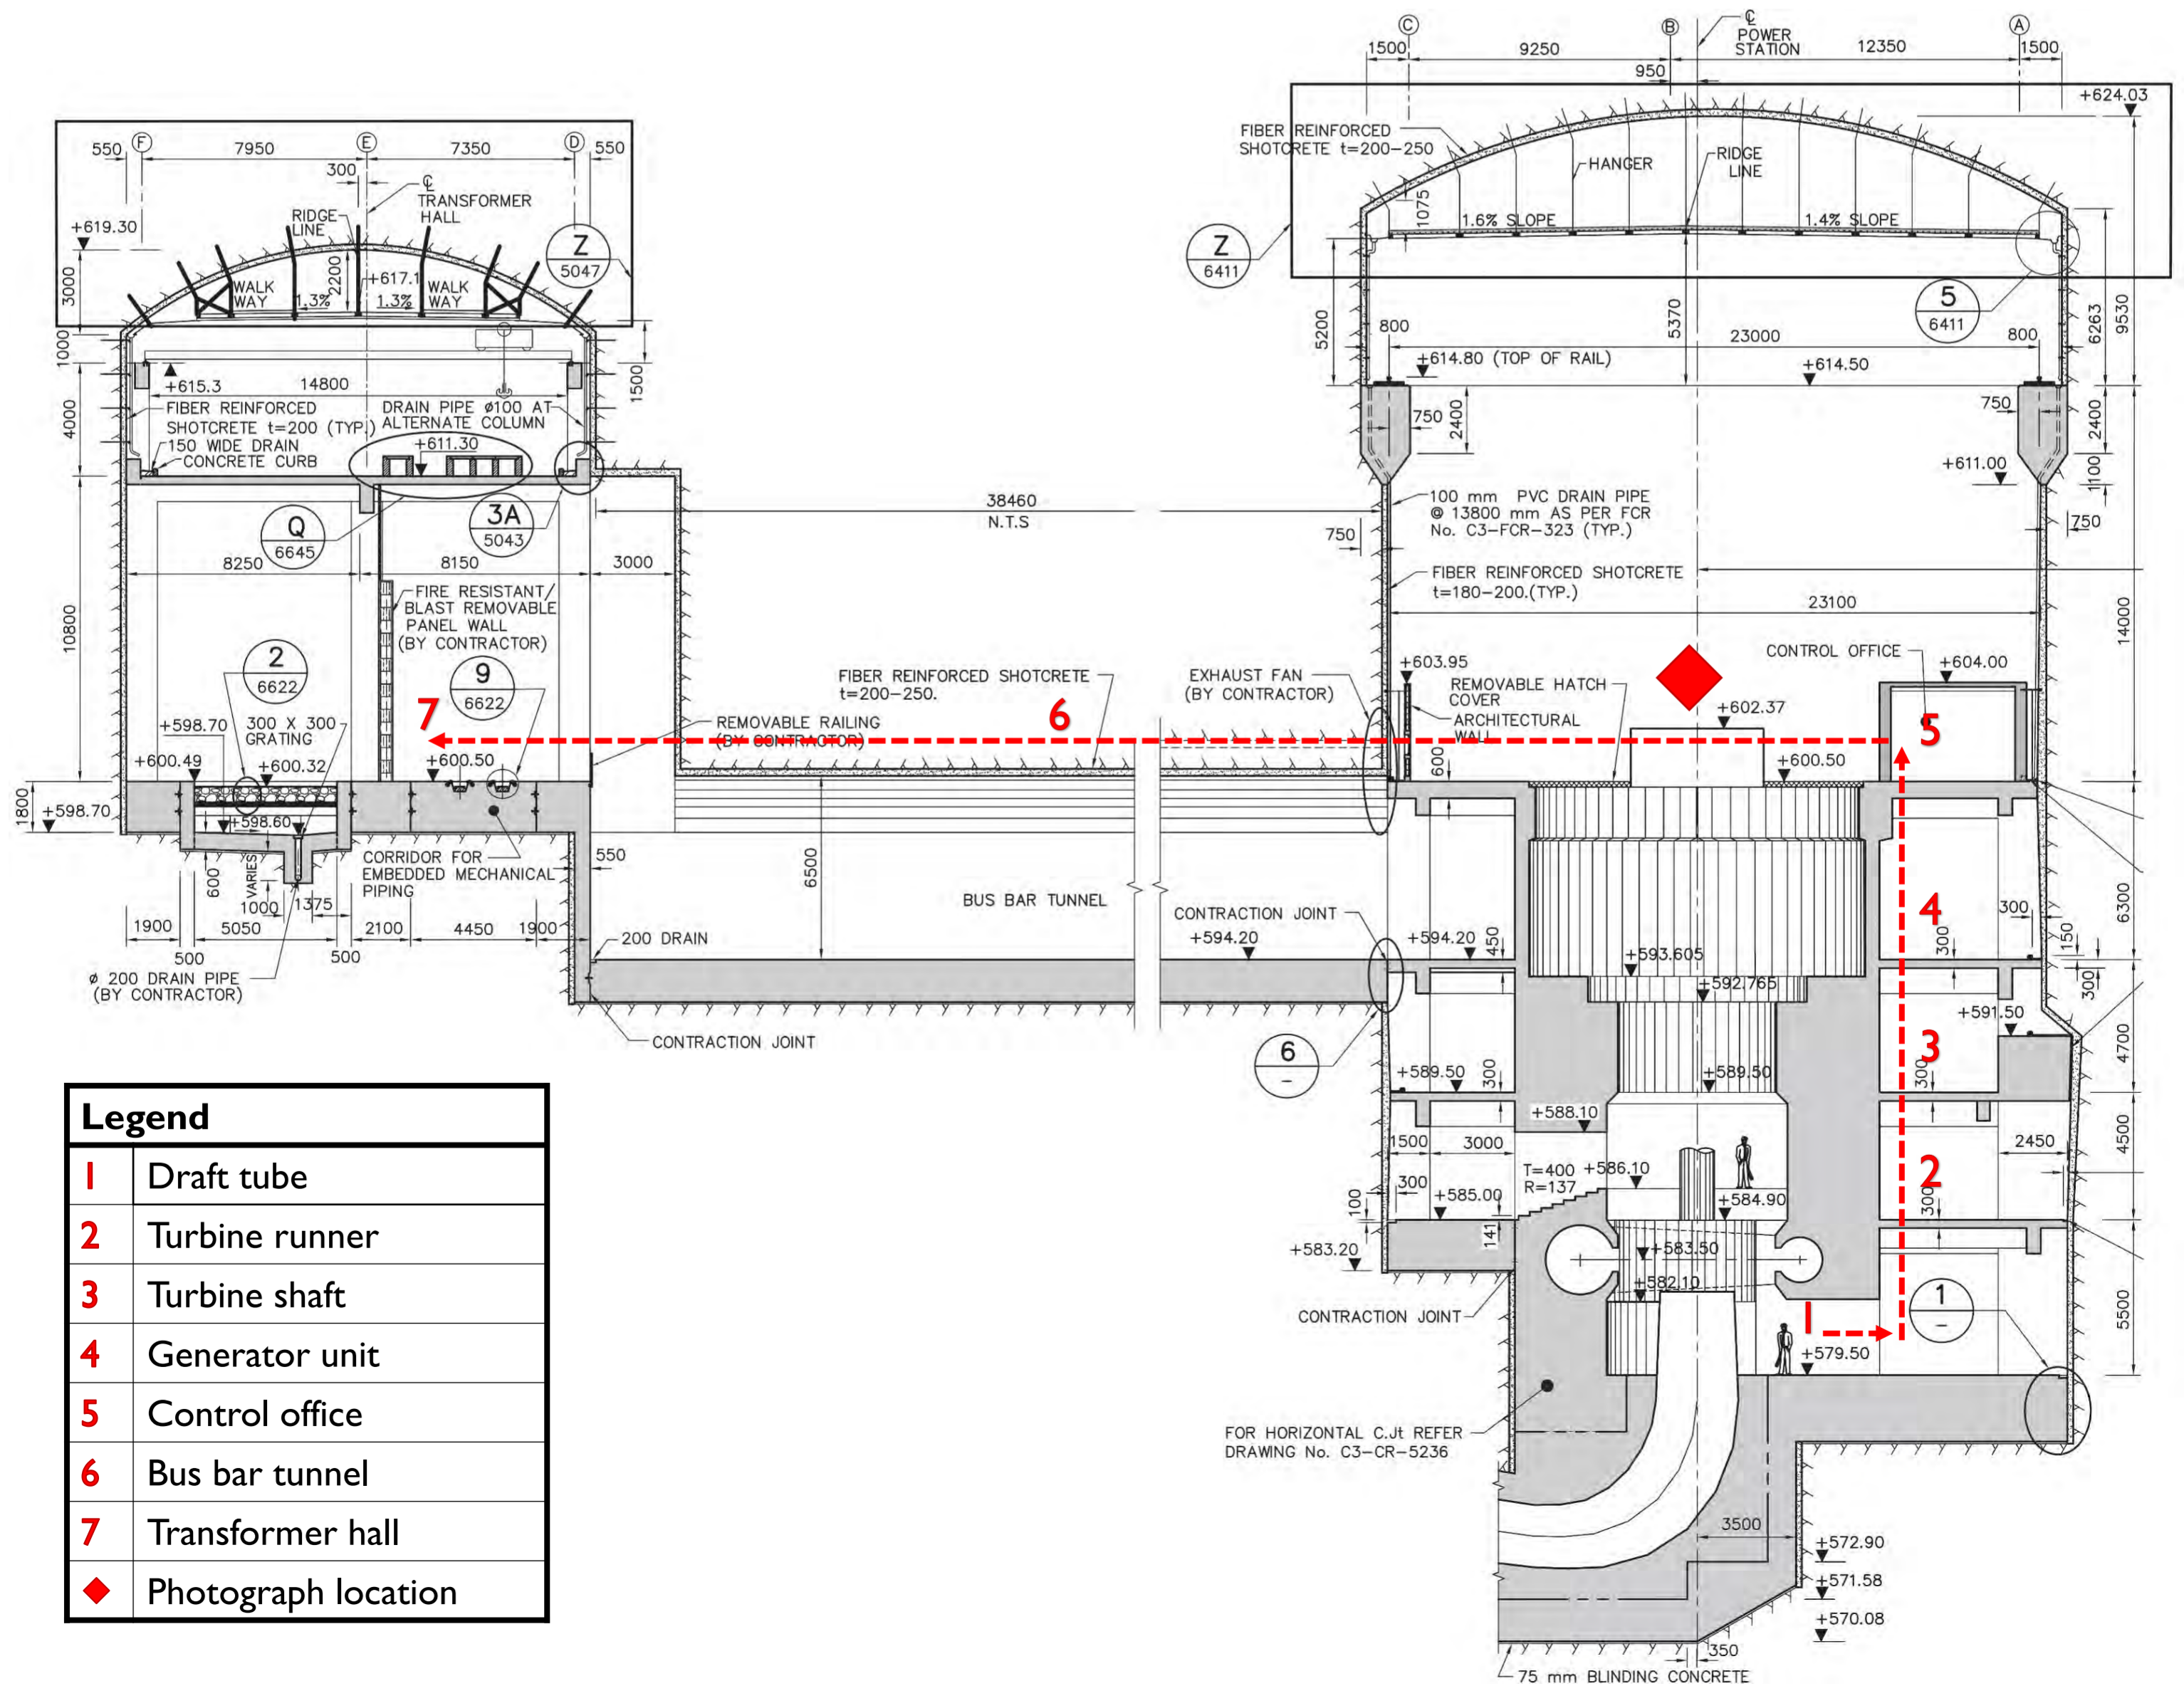 C
B
℄
POWER
STATION
A
1500
9250
12350
1500
950
+624.03
FIBER REINFORCED
SHOTCRETE t=200-250
HANGER
RIDGE
LINE
1075
1.6% SLOPE
1.4% SLOPE
Z
6411
5
6411
5200
800
5370
23000
800
6263
9530
+614.80 (TOP OF RAIL)
+614.50
750
2400
750
2400
+611.00
1100
100 mm PVC DRAIN PIPE
@ 13800 mm AS PER FCR
No. C3-FCR-323 (TYP.)
750
750
FIBER REINFORCED SHOTCRETE
t=180-200.(TYP.)
23100
14000
F
E
D
550
7950
7350
550
300
℄
TRANSFORMER
HALL
RIDGE
LINE
+619.30
Z
5047
3000
2200
+617.1
WALK
WAY
1.3%
1.3%
WALK
WAY
1000
+615.3
14800
1500
FIBER REINFORCED
SHOTCRETE t=200 (TYP.)
DRAIN PIPE ø100 AT
ALTERNATE COLUMN
4000
150 WIDE DRAIN
CONCRETE CURB
+611.30
Q
6645
3A
5043
38460
N.T.S
8250
8150
3000
FIRE RESISTANT/
BLAST REMOVABLE
PANEL WALL
(BY CONTRACTOR)
10800
2
6622
9
6622
7
6
FIBER REINFORCED SHOTCRETE
t=200-250.
EXHAUST FAN
(BY CONTRACTOR)
REMOVABLE RAILING
(BY CONTRACTOR)
+598.70
300 X 300
GRATING
+600.49
+600.32
+600.50
1800
+598.70
+598.60
CORRIDOR FOR
EMBEDDED MECHANICAL
PIPING
550
600
VARIES
1000
1375
1900
5050
2100
4450
1900
500
500
ø 200 DRAIN PIPE
(BY CONTRACTOR)
200 DRAIN
6500
BUS BAR TUNNEL
CONTRACTION JOINT
+594.20
CONTRACTION JOINT
+603.95
REMOVABLE HATCH
COVER
ARCHITECTURAL
WALL
CONTROL OFFICE
+604.00
+602.37
5
600
+600.50
4
300
6300
+594.20
450
+593.605
300
150
+592.765
300
+591.50
6
-
3
4700
+589.50
300
+589.50
300
+588.10
1500
3000
2450
4500
T=400
R=137
+586.10
2
100
300
+585.00
+584.90
300
141
+583.20
+583.50
+582.10
CONTRACTION JOINT
1
1
-
5500
+579.50
FOR HORIZONTAL C.Jt REFER
DRAWING No. C3-CR-5236
3500
+572.90
+571.58
+570.08
350
75 mm BLINDING CONCRETE
Legend
1 Draft tube
2 Turbine runner
3 Turbine shaft
4 Generator unit
5 Control office
6 Bus bar tunnel
7 Transformer hall
Photograph location